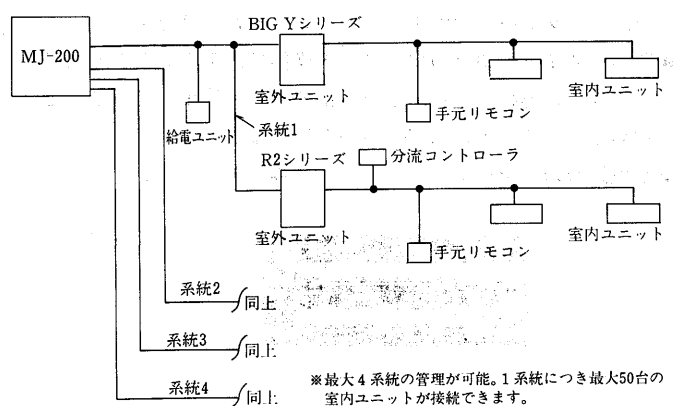 BIG Yシリーズ
MJ-200
室外ユニット
室内ユニット
手元リモコン
給電ユニット
系統1
R2シリーズ
分流コントローラ
室外ユニット
室内ユニット
手元リモコン
系統2
同上
系統3
同上
系統4
同上
※最大4系統の管理が可能。1系統につき最大50台の
室内ユニットが接続できます。